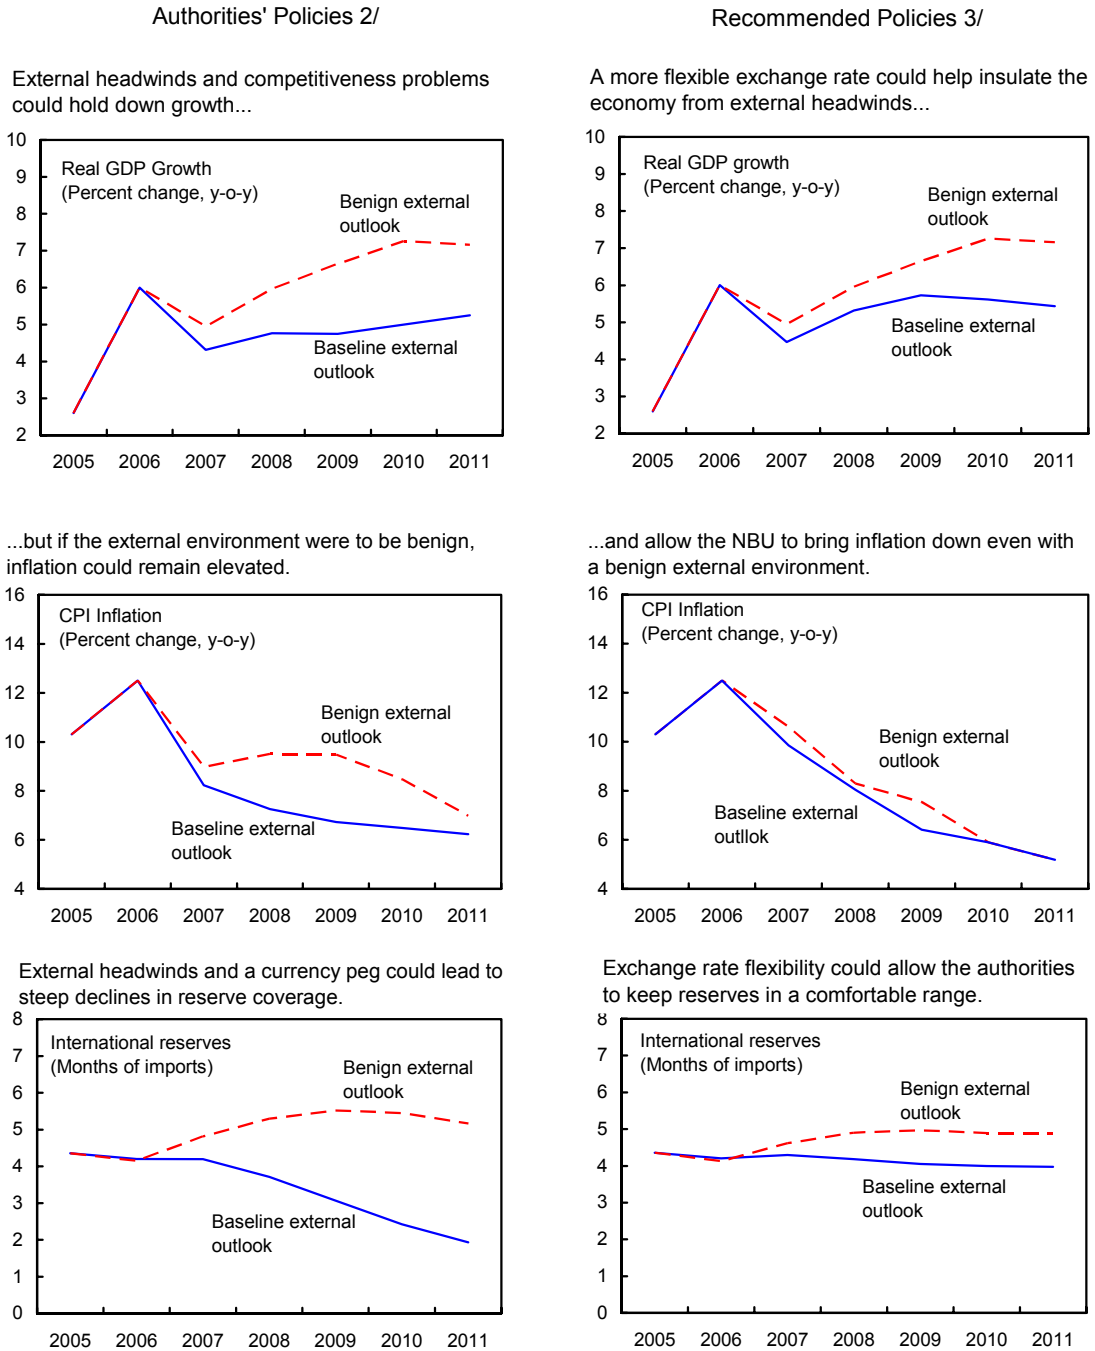 Authorities' Policies 2/
Recommended Policies 3/
External headwinds and competitiveness problems
could hold down growth...
10
9
8
7
6
5
4
3
2
Real GDP Growth
(Percent change, y-o-y)
Benign external
outlook
Baseline external
outlook
2005 2006 2007 2008 2009 2010 2011
A more flexible exchange rate could help insulate the
economy from external headwinds...
10
9
8
7
6
5
4
3
2
Real GDP growth
(Percent change, y-o-y)
Benign external
outlook
Baseline external
outlook
2005 2006 2007 2008 2009 2010 2011
...but if the external environment were to be benign,
inflation could remain elevated.
16
14
12
10
8
6
4
CPI Inflation
(Percent change, y-o-y)
Benign external
outlook
Baseline external
outlook
2005 2006 2007 2008 2009 2010 2011
...and allow the NBU to bring inflation down even with
a benign external environment.
16
14
12
10
8
6
4
CPI Inflation
(Percent change, y-o-y)
Benign external
outlook
Baseline external
outllok
2005 2006 2007 2008 2009 2010 2011
External headwinds and a currency peg could lead to
steep declines in reserve coverage.
8
7
6
5
4
3
2
1
0
International reserves
(Months of imports)
Benign external
outlook
Baseline external
outlook
2005 2006 2007 2008 2009 2010 2011
Exchange rate flexibility could allow the authorities
to keep reserves in a comfortable range.
8
7
6
5
4
3
2
1
0
International reserves
(Months of imports)
Benign external
outlook
Baseline external
outlook
2005 2006 2007 2008 2009 2010 2011